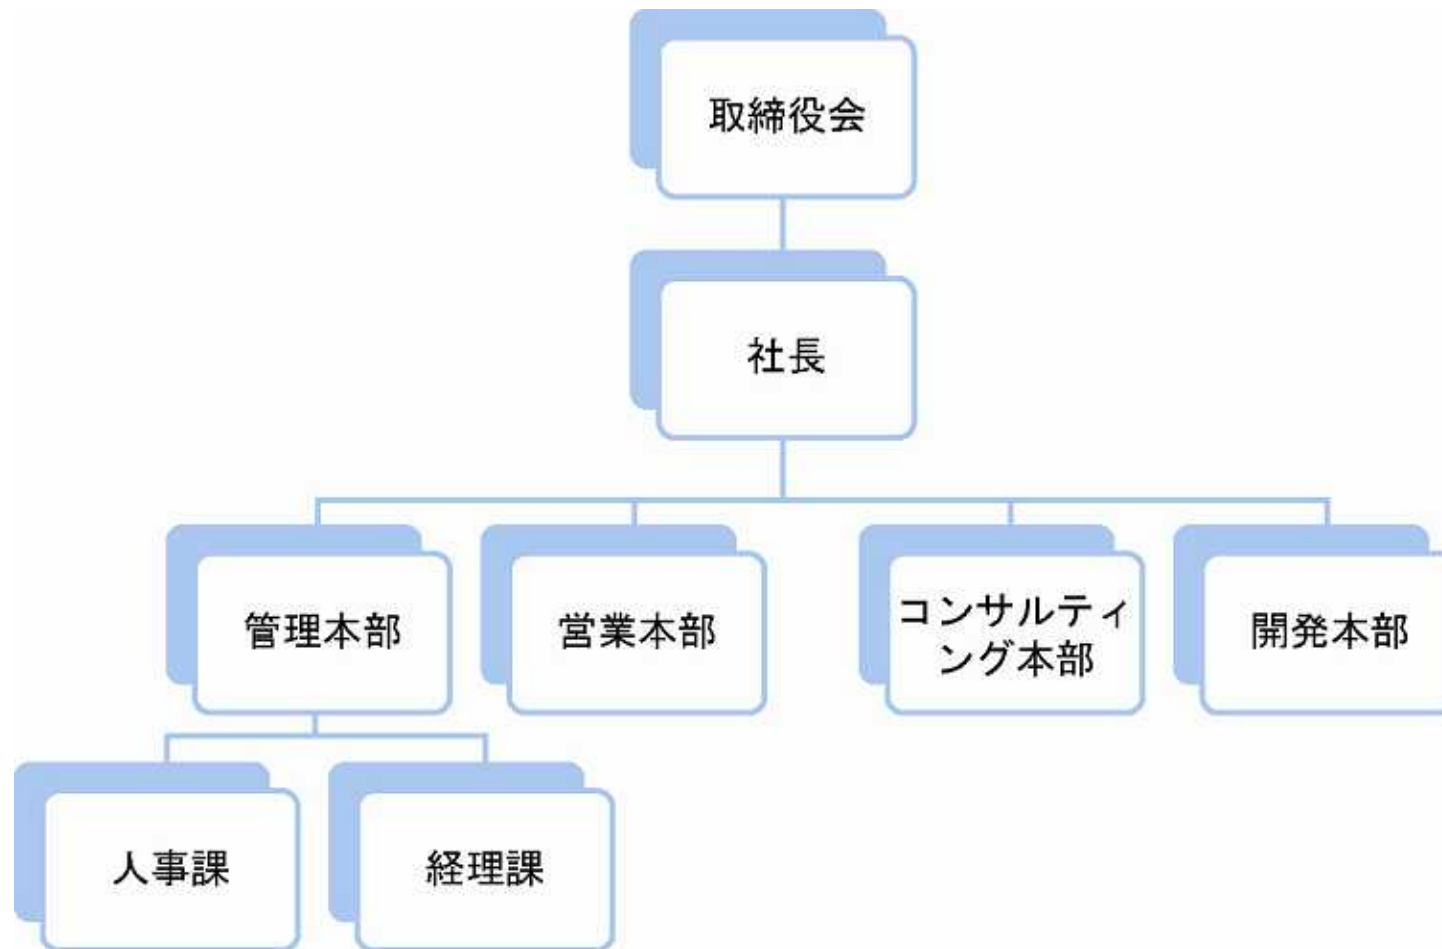 取締役会
社長
管理本部
営業本部
コンサルティ
ング本部
開発本部
人事課
経理課